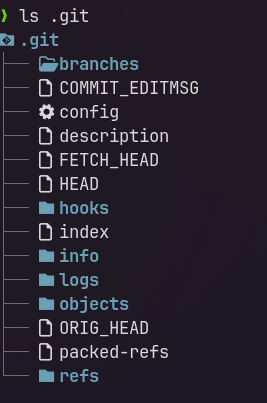 ❯ ls .git
.git
branches
COMMIT_EDITMSG
config
description
FETCH_HEAD
HEAD
hooks
index
info
logs
objects
ORIG_HEAD
packed-refs
refs